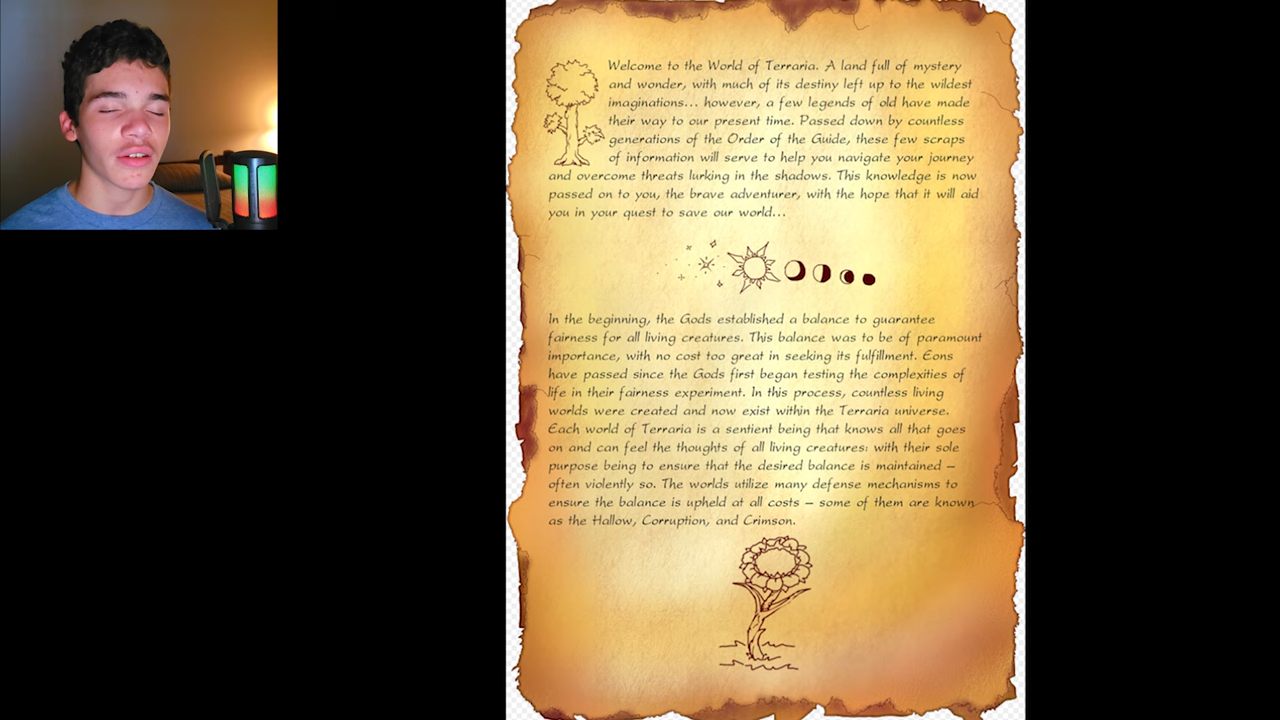 Welcome to the World of Terraria. A land full of mystery
and wonder, with much of its destiny left up to the wildest
imaginations... however, a few legends of old have made
their way to our present time. Passed down by countless
generations of the Order of the Guide, these few scraps
of information will serve to help you navigate your journey
and overcome threats lurking in the shadows. This knowledge is now
passed on to you, the brave adventurer, with the hope that it will aid
you in your quest to save our world...
In the beginning, the Gods established a balance to guarantee
fairness for all living creatures. This balance was to be of paramount
importance, with no cost too great in seeking its fulfillment. Eons
have passed since the Gods first began testing the complexities of
life in their fairness experiment. In this process, countless living
worlds were created and now exist within the Terraria universe.
Each world of Terraria is a sentient being that knows all that goes
on and can feel the thoughts of all living creatures: with their sole
purpose being to ensure that the desired balance is maintained –
often violently so. The worlds utilize many defense mechanisms to
ensure the balance is upheld at all costs – some of them are known
as the Hallow, Corruption, and Crimson.